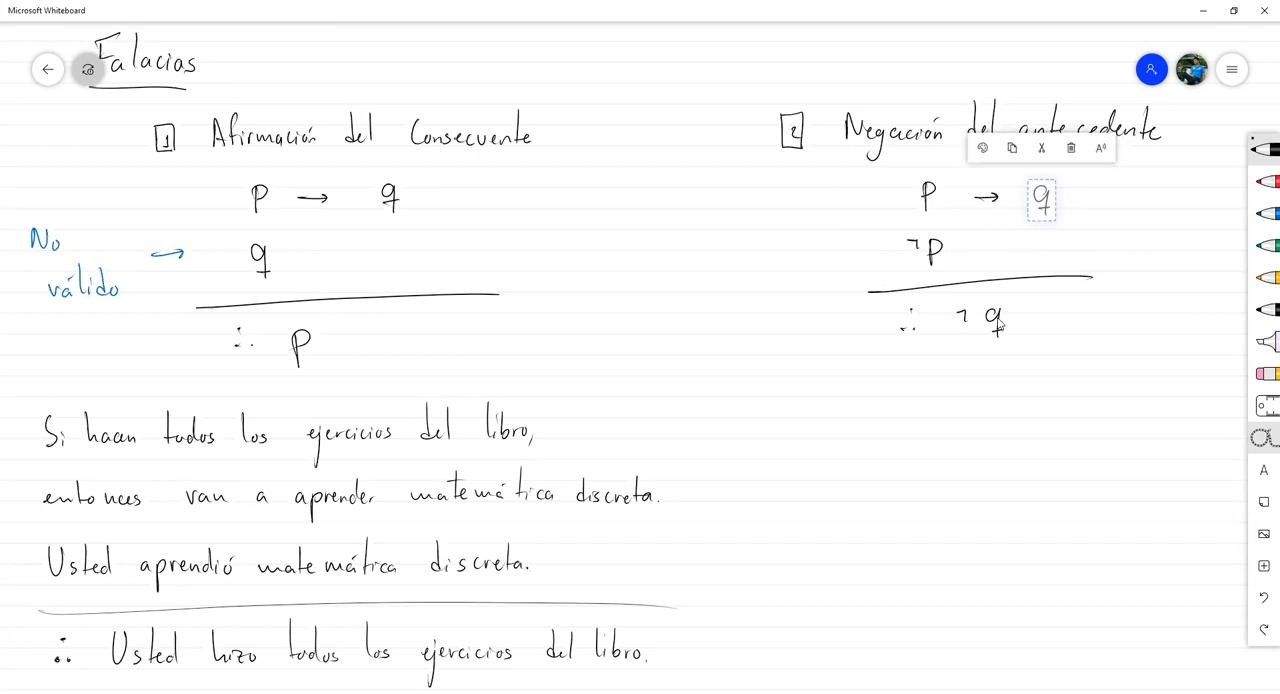 Microsoft Whiteboard
Falacias
1 Afirmación del Consecuente
p → q
No válido → q
∴ p
Si hacen todos los ejercicios del libro,
entonces van a aprender matemática discreta.
Usted aprendió matemática discreta.
∴ Usted hizo todos los ejercicios del libro.
2 Negación del antecedente
p → q
¬p
∴ ¬q
A